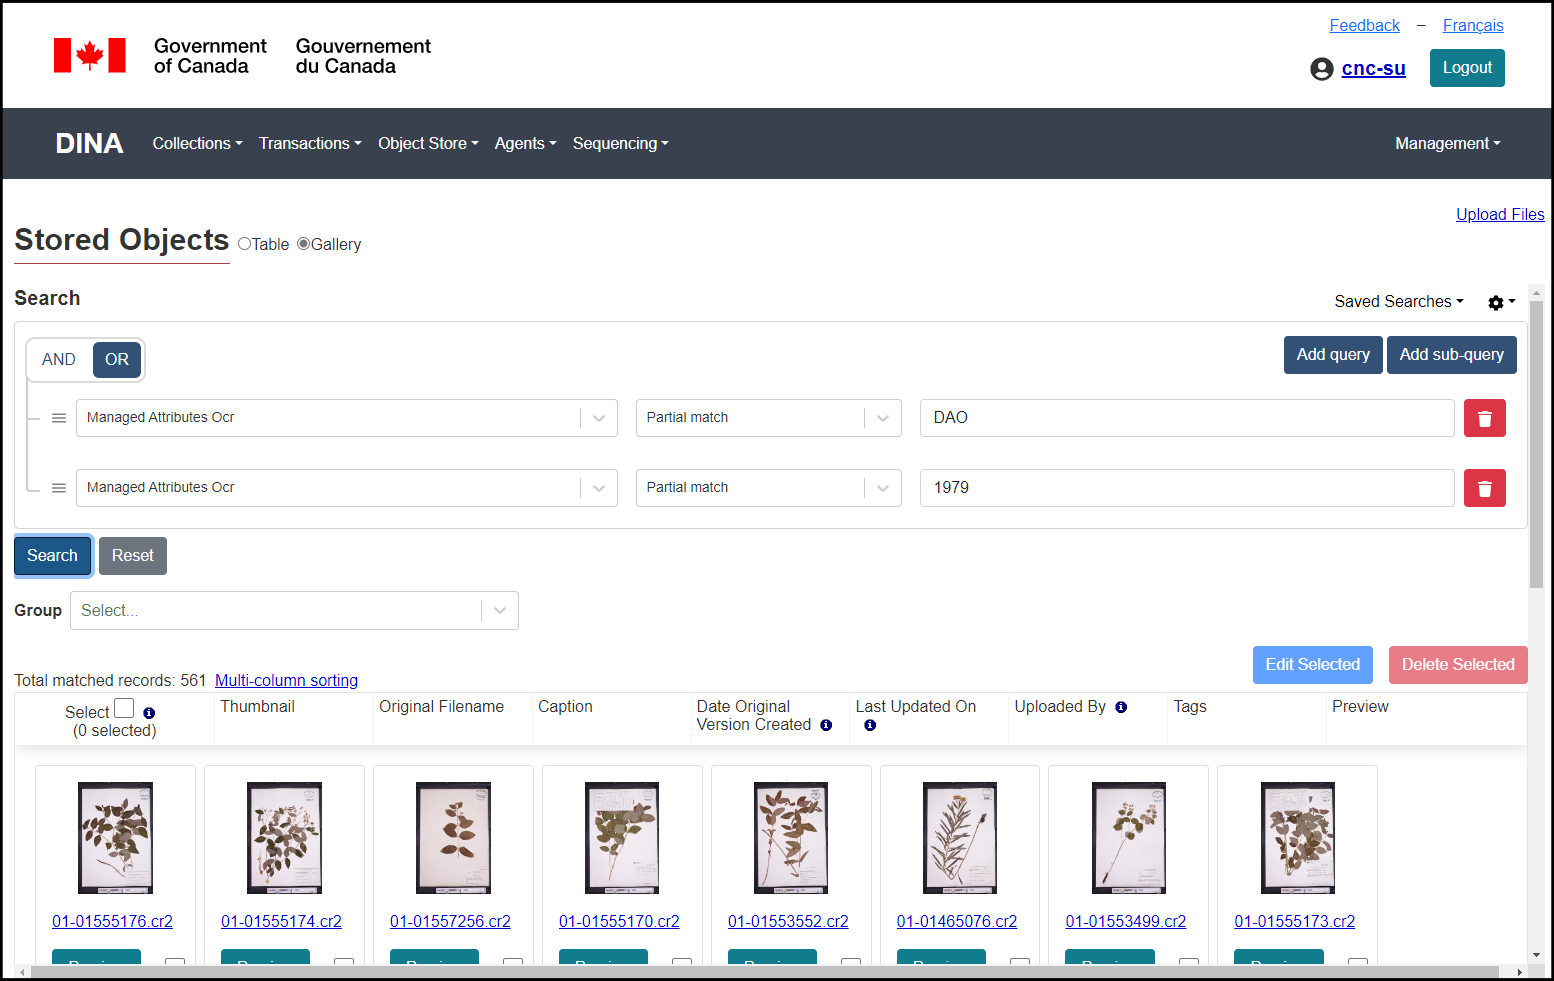 Feedback – Français
Government of Canada
Gouvernement du Canada
cnc-su
Logout
DINA Collections Transactions Object Store Agents Sequencing Management
Upload Files
Stored Objects Table Gallery
Search
Saved Searches
AND OR
Add query Add sub-query
Managed Attributes Ocr Partial match DAO
Managed Attributes Ocr Partial match 1979
Search Reset
Group Select...
Edit Selected Delete Selected
Total matched records: 561 Multi-column sorting
Select (0 selected)
Thumbnail
Original Filename
Caption
Date Original Version Created
Last Updated On
Uploaded By
Tags
Preview
01-01555176.cr2 01-01555174.cr2 01-01557256.cr2 01-01555170.cr2 01-01553552.cr2 01-01465076.cr2 01-01553499.cr2 01-01555173.cr2